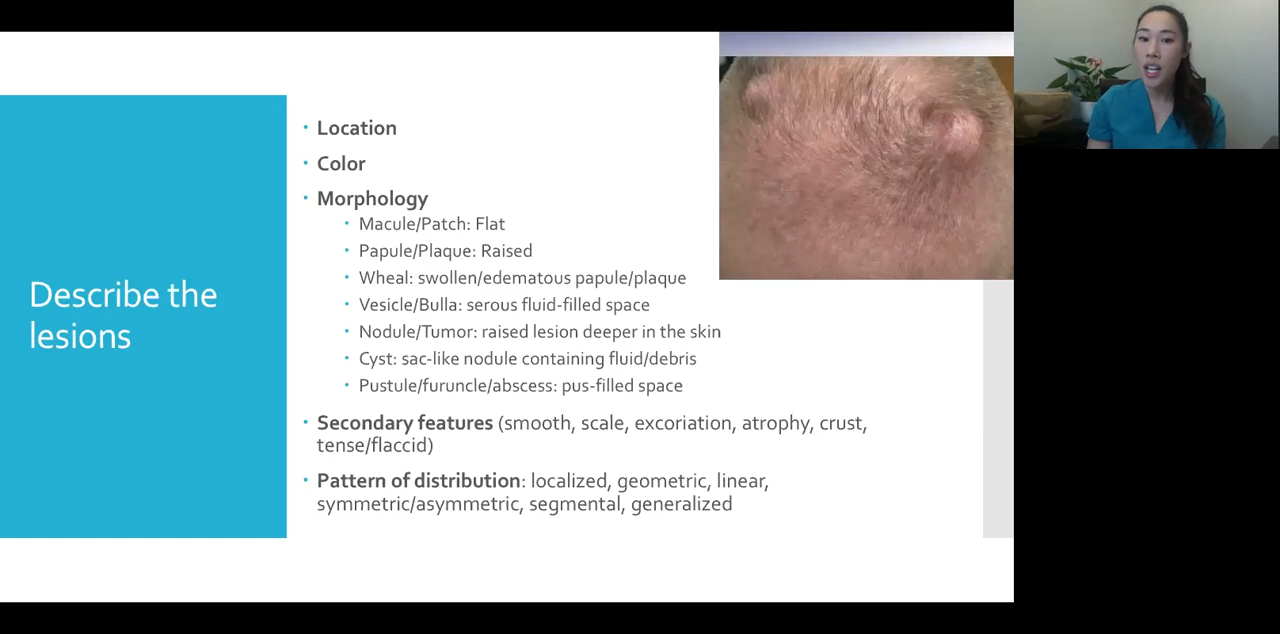 Describe the
lesions
Location
Color
Morphology
Macule/Patch: Flat
Papule/Plaque: Raised
Wheal: swollen/edematous papule/plaque
Vesicle/Bulla: serous fluid-filled space
Nodule/Tumor: raised lesion deeper in the skin
Cyst: sac-like nodule containing fluid/debris
Pustule/furuncle/abscess: pus-filled space
Secondary features (smooth, scale, excoriation, atrophy, crust,
tense/flaccid)
Pattern of distribution: localized, geometric, linear,
symmetric/asymmetric, segmental, generalized